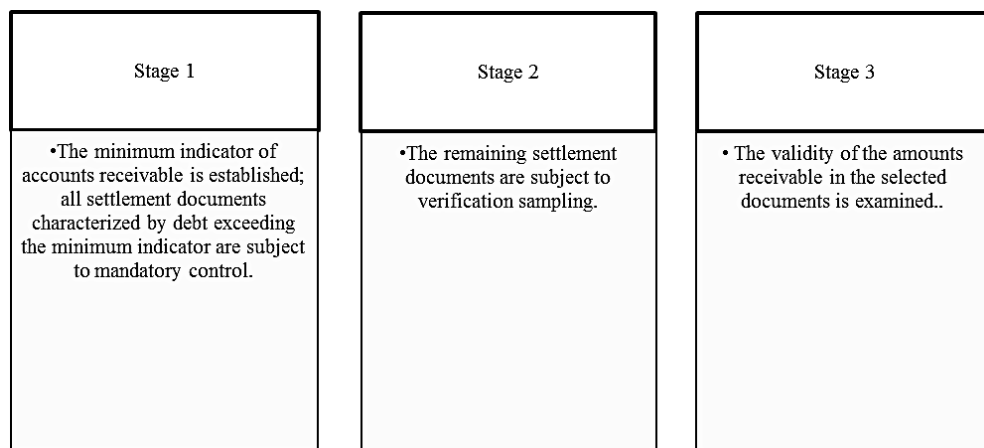 Stage 1
•The minimum indicator of
accounts receivable is established;
all settlement documents
characterized by debt exceeding
the minimum indicator are subject
to mandatory control.
Stage 2
•The remaining settlement
documents are subject to
verification sampling.
Stage 3
• The validity of the amounts
receivable in the selected
documents is examined..